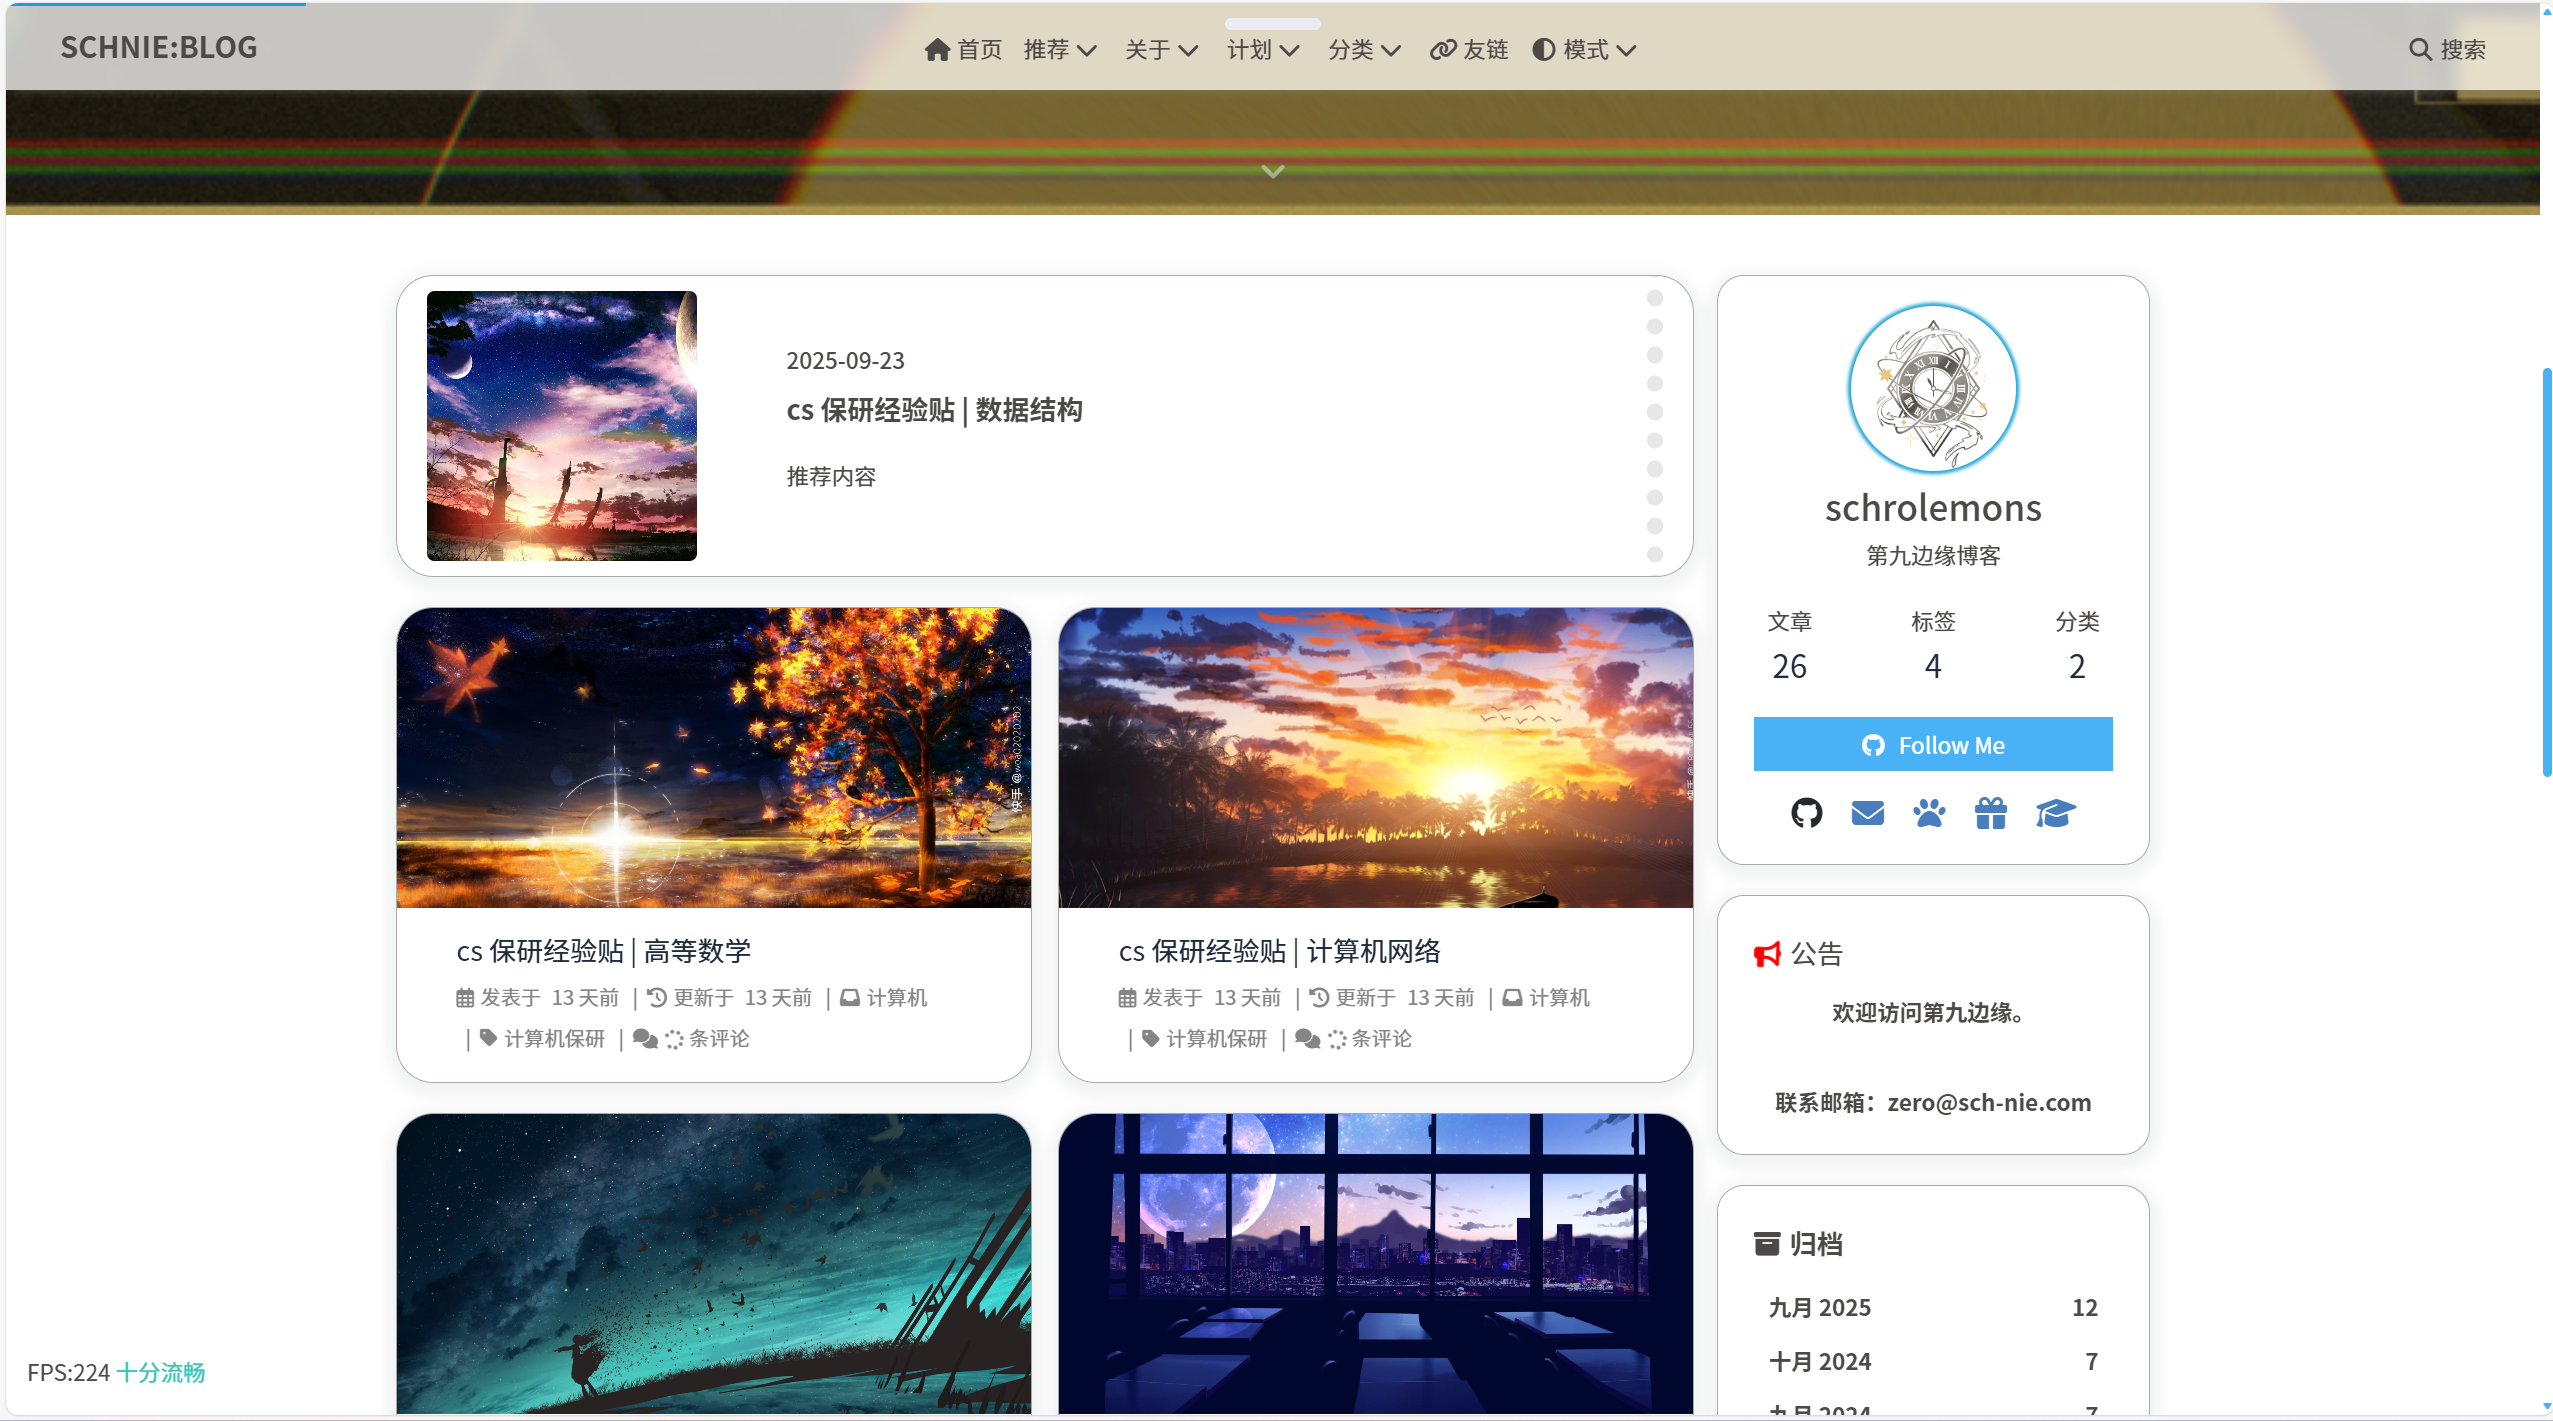 SCHNIE:BLOG
首页 推荐 关于 计划 分类 友链 模式
搜索
2025-09-23
cs 保研经验贴 | 数据结构
推荐内容
cs 保研经验贴 | 高等数学
发表于 13 天前 | 更新于 13 天前 | 计算机
| 计算机保研 | 条评论
cs 保研经验贴 | 计算机网络
发表于 13 天前 | 更新于 13 天前 | 计算机
| 计算机保研 | 条评论
schrolemons
第九边缘博客
文章 标签 分类
26 4 2
Follow Me
公告
欢迎访问第九边缘。
联系邮箱：zero@sch-nie.com
归档
九月 2025 12
十月 2024 7
九月 2024 7
FPS:224 十分流畅